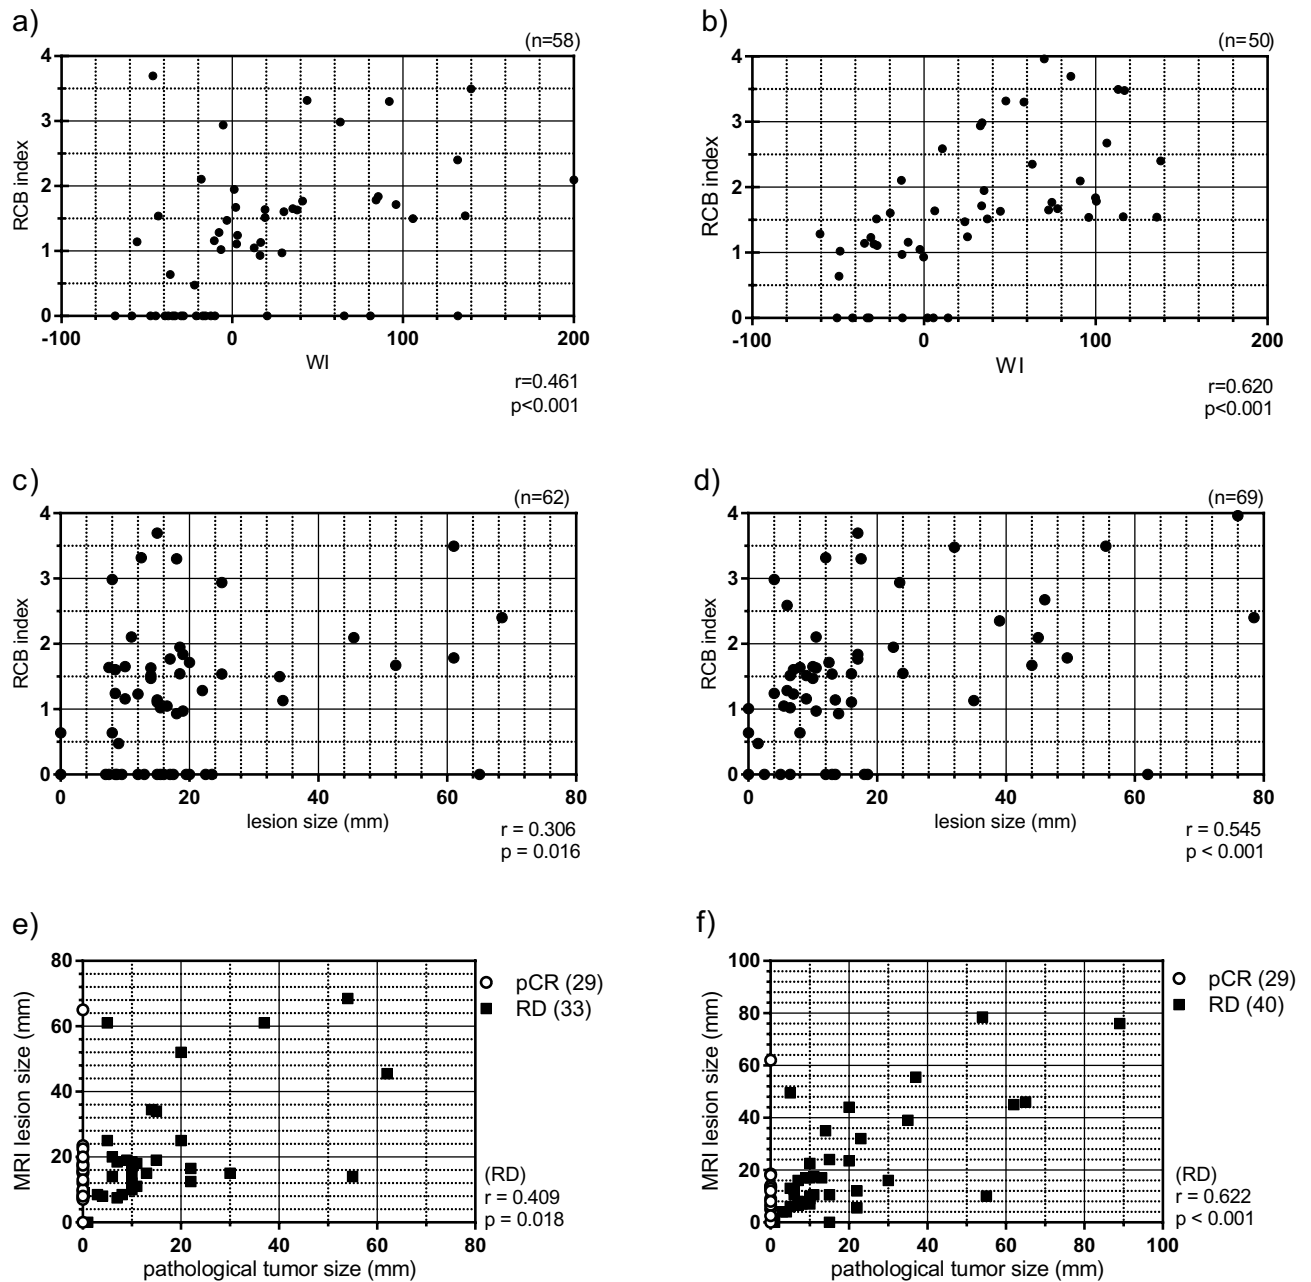 a)
(n=58)
4
3
2
1
0
RCB index
-100
0
100
200
WI
r=0.461
p<0.001
b)
(n=50)
4
3
2
1
0
RCB index
-100
0
100
200
WI
r=0.620
p<0.001
c)
(n=62)
4
3
2
1
0
RCB index
0
20
40
60
80
lesion size (mm)
r = 0.306
p = 0.016
d)
(n=69)
4
3
2
1
0
RCB index
0
20
40
60
80
lesion size (mm)
r = 0.545
p < 0.001
e)
80
60
40
20
0
MRI lesion size (mm)
pCR (29)
RD (33)
(RD)
r = 0.409
p = 0.018
0
20
40
60
80
pathological tumor size (mm)
f)
100
80
60
40
20
0
MRI lesion size (mm)
pCR (29)
RD (40)
(RD)
r = 0.622
p < 0.001
0
20
40
60
80
100
pathological tumor size (mm)